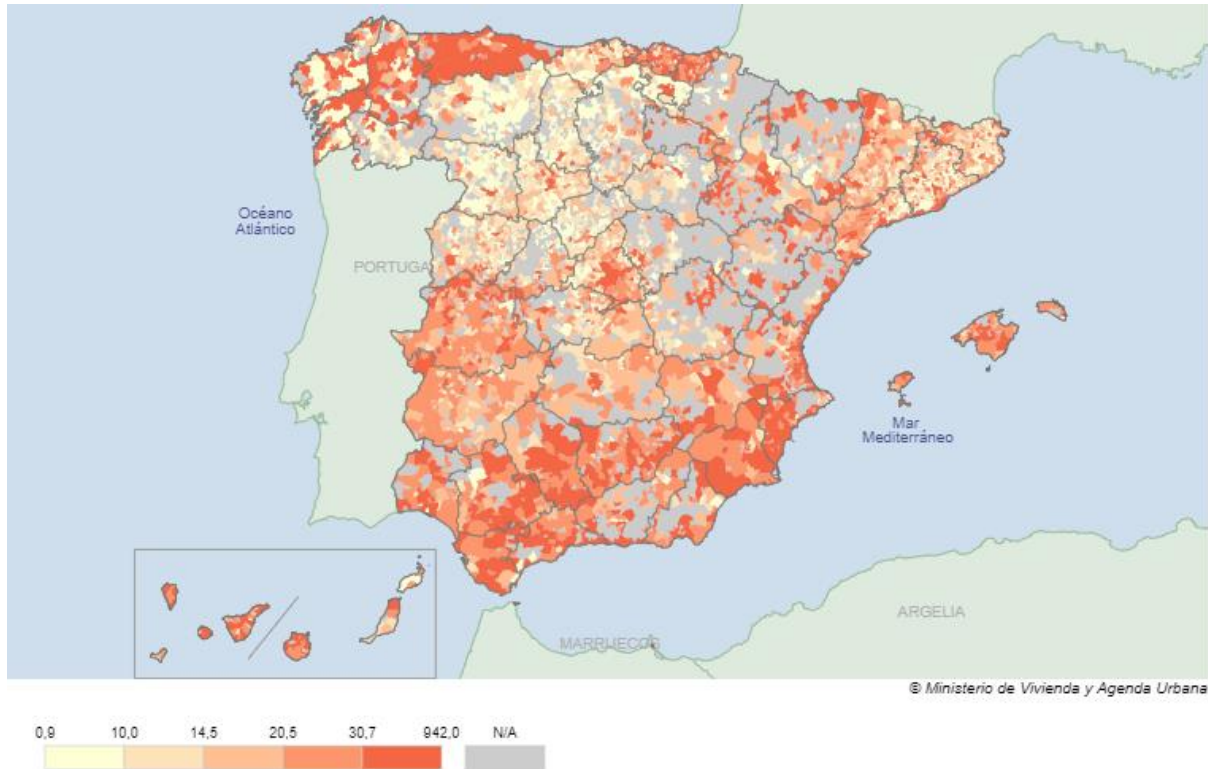 Océano
Atlántico
PORTUGA
Mar
Mediterráneo
ARGELIA
MARRUECOS
© Ministerio de Vivienda y Agenda Urbana
0,9 10,0 14,5 20,5 30,7 942,0 N/A